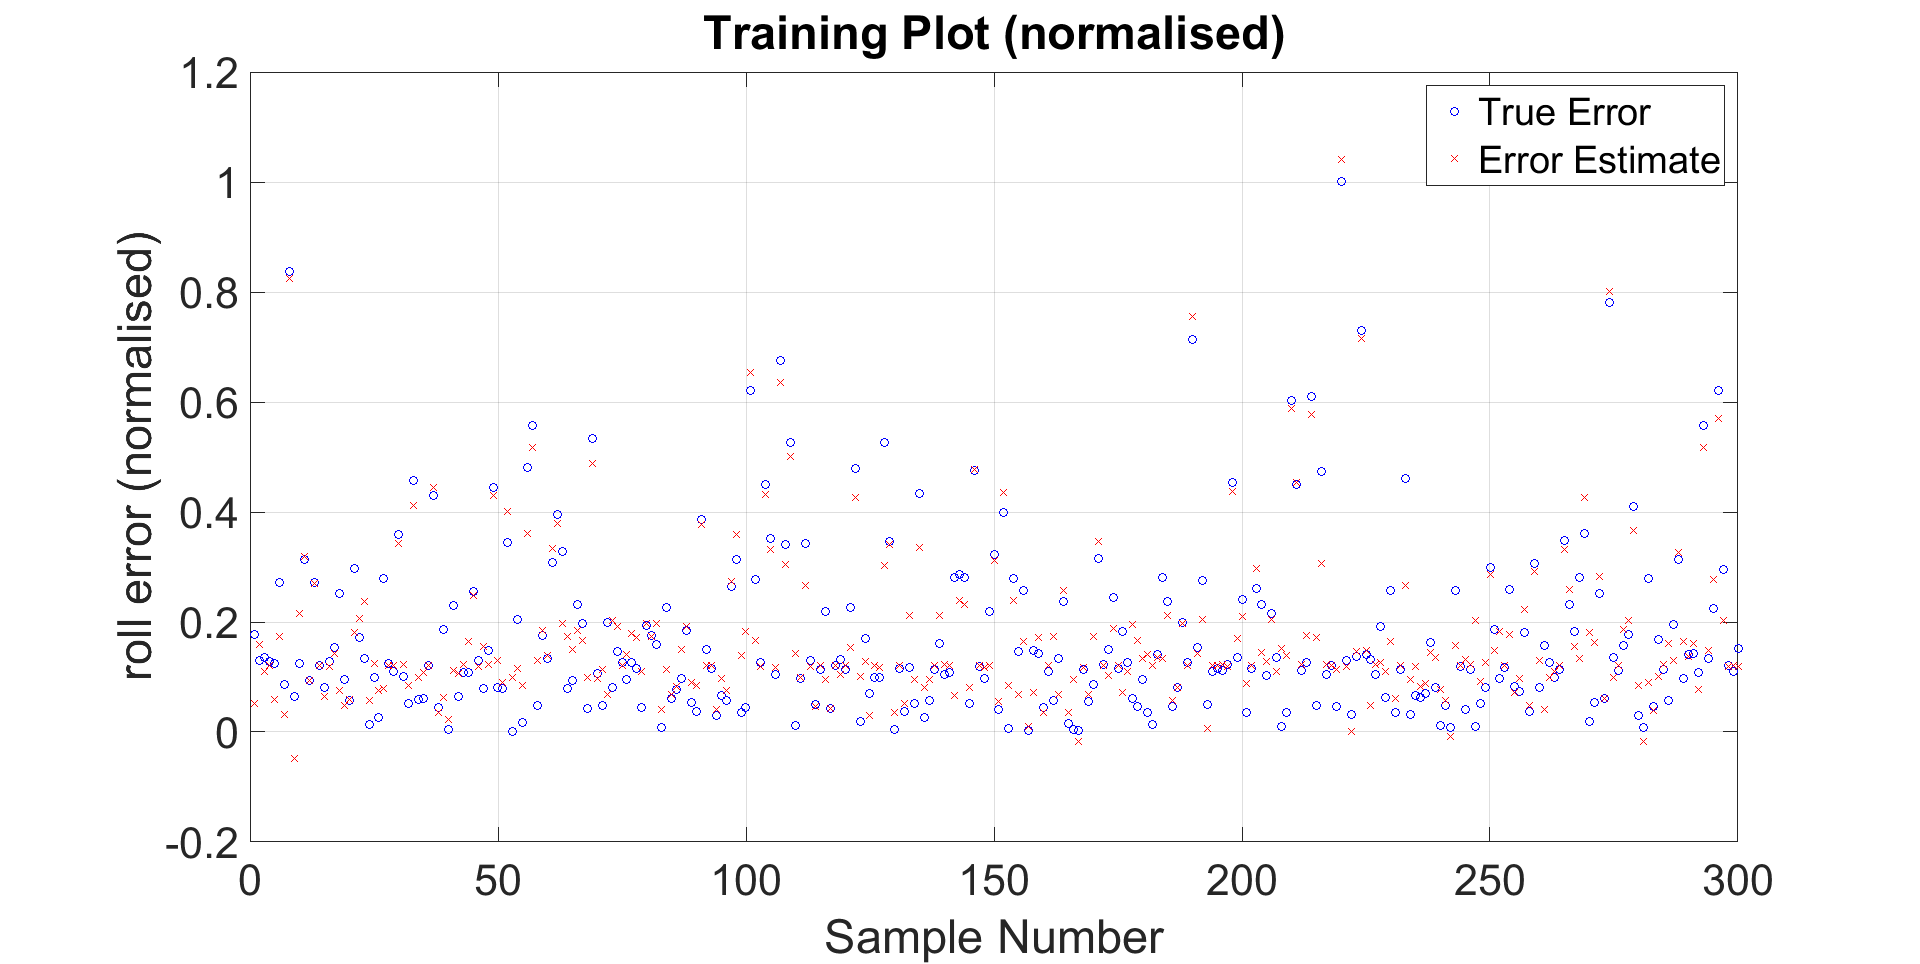 Training Plot (normalised)
1.2
1
0.8
0.6
0.4
0.2
0
-0.2
roll error (normalised)
True Error
Error Estimate
0 50 100 150 200 250 300
Sample Number